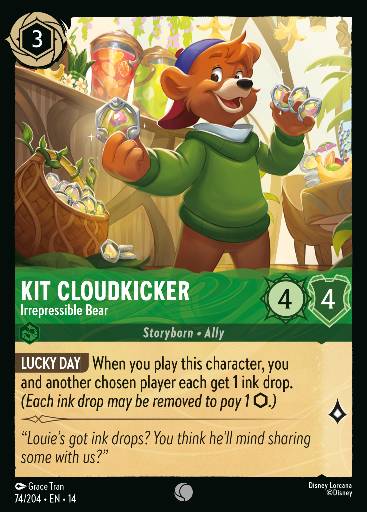 3
KIT CLOUDKICKER
Irrepressible Bear
4
4
Storyborn • Ally
LUCKY DAY When you play this character, you
and another chosen player each get 1 ink drop.
(Each ink drop may be removed to pay 1 ⬡.)
“Louie’s got ink drops? You think he’ll mind sharing
some with us?”
Grace Tran
Disney Lorcana
74/204 • EN • 14
©Disney